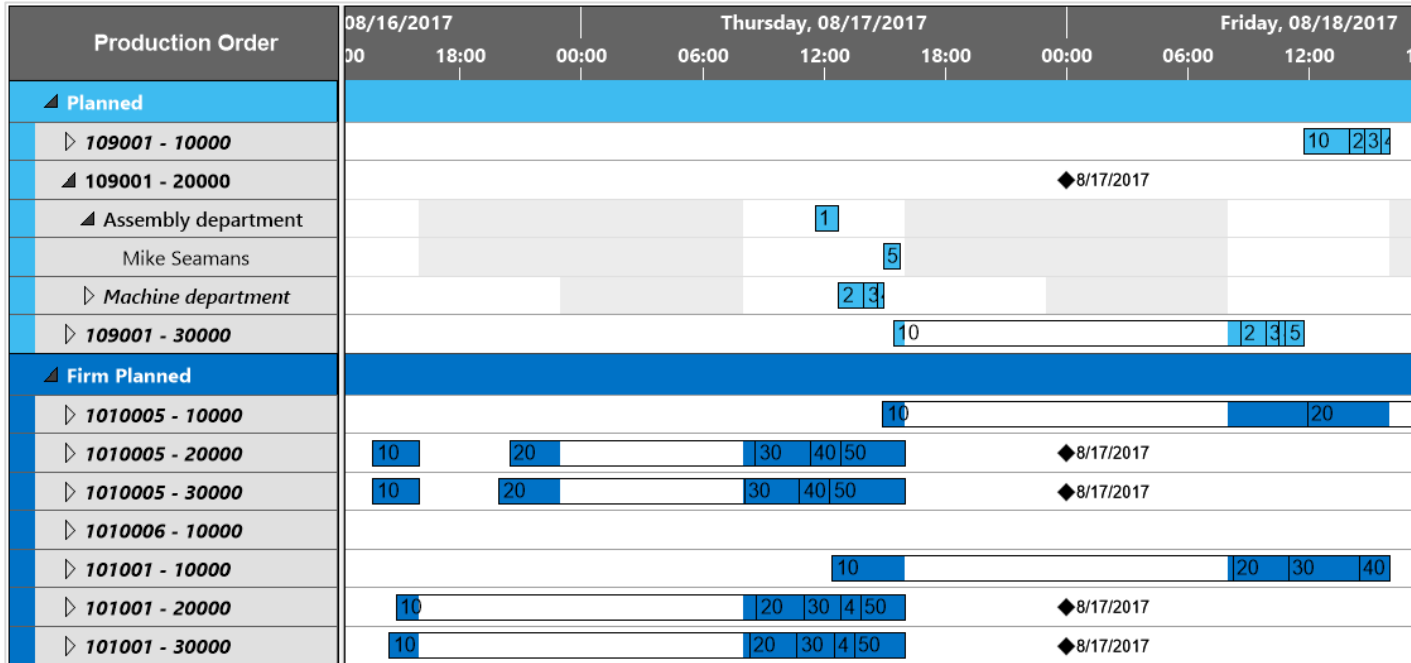 Production Order
08/16/2017 Thursday, 08/17/2017 Friday, 08/18/2017
00 18:00 00:00 06:00 12:00 18:00 00:00 06:00 12:00 1
Planned
109001 - 10000 10 2 3 4
109001 - 20000 8/17/2017
Assembly department 1
Mike Seamans 5
Machine department 2 3 4
109001 - 30000 10 2 3 5
Firm Planned
1010005 - 10000 10 20
1010005 - 20000 10 20 30 40 50 8/17/2017
1010005 - 30000 10 20 30 40 50 8/17/2017
1010006 - 10000
101001 - 10000 10 20 30 40
101001 - 20000 10 20 30 4 50 8/17/2017
101001 - 30000 10 20 30 4 50 8/17/2017